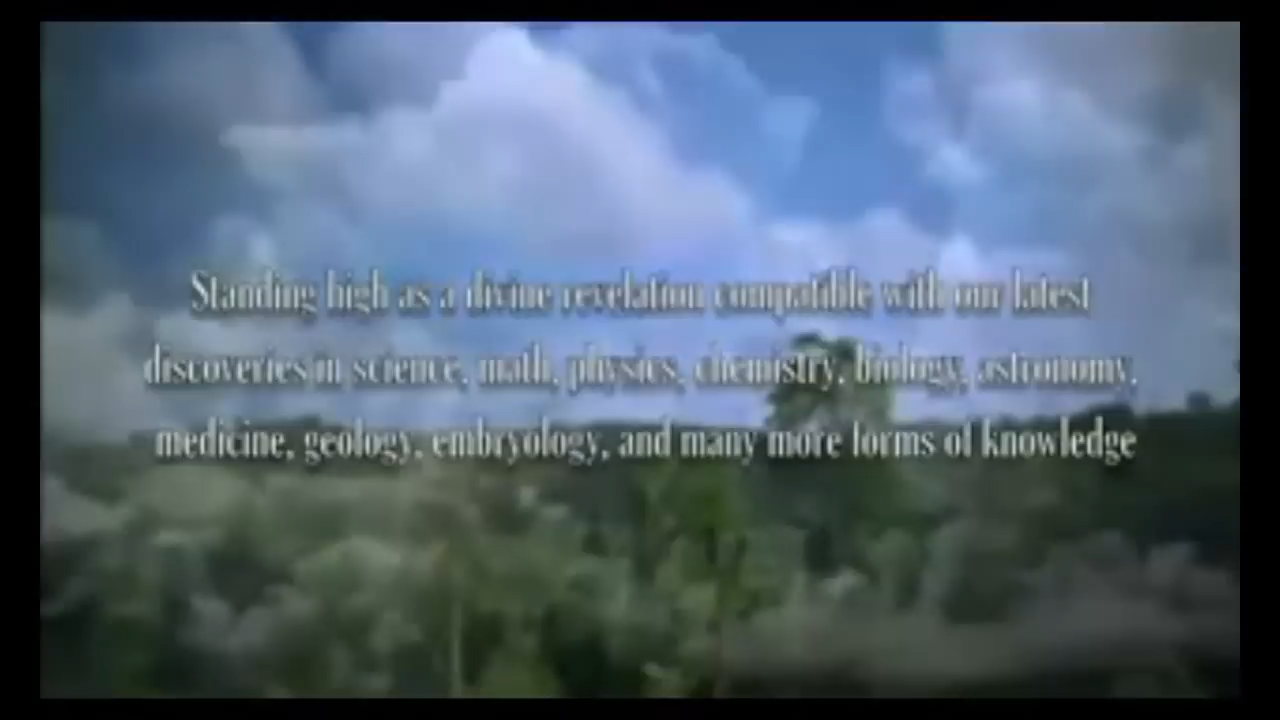 Standing high as a divine revelation compatible with our latest
discoveries in science, math, physics, chemistry, biology, astronomy,
medicine, geology, embryology, and many more forms of knowledge